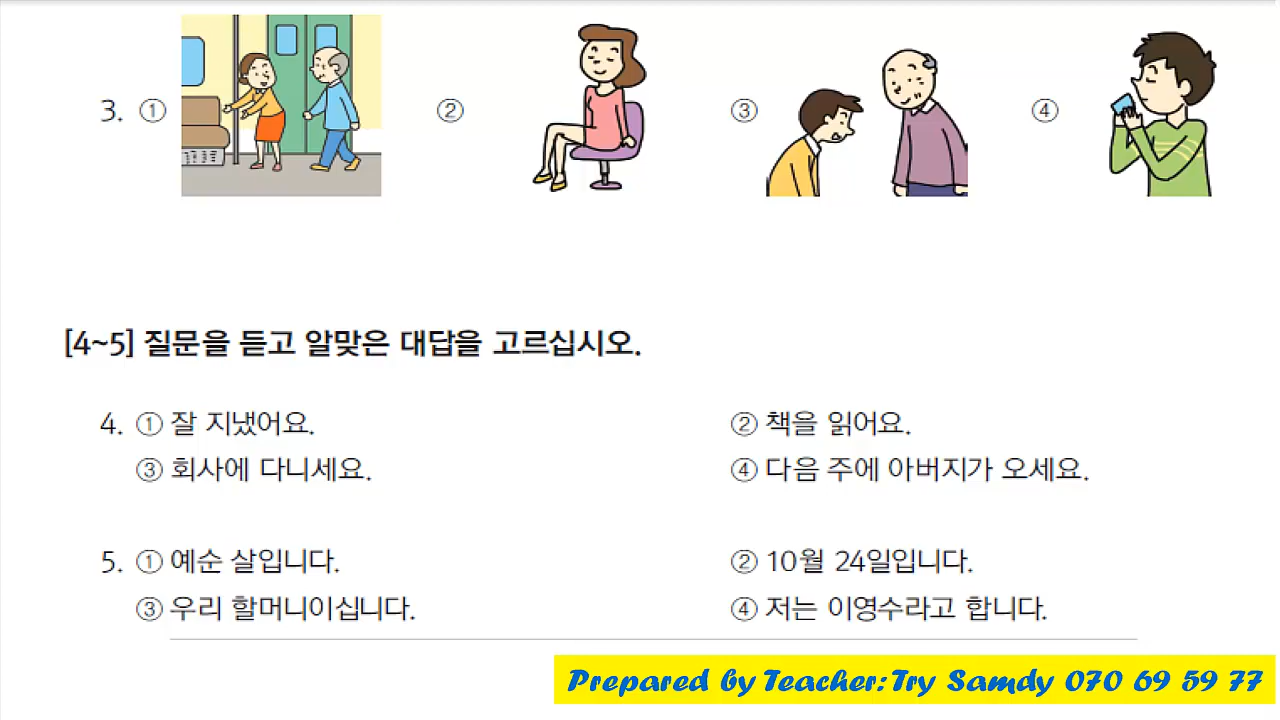 3. ① ② ③ ④
[4~5] 질문을 듣고 알맞은 대답을 고르십시오.
4. ① 잘 지냈어요. ② 책을 읽어요.
③ 회사에 다니세요. ④ 다음 주에 아버지가 오세요.
5. ① 예순 살입니다. ② 10월 24일입니다.
③ 우리 할머니이십니다. ④ 저는 이영수라고 합니다.
Prepared by Teacher: Try Samdy 070 69 59 77